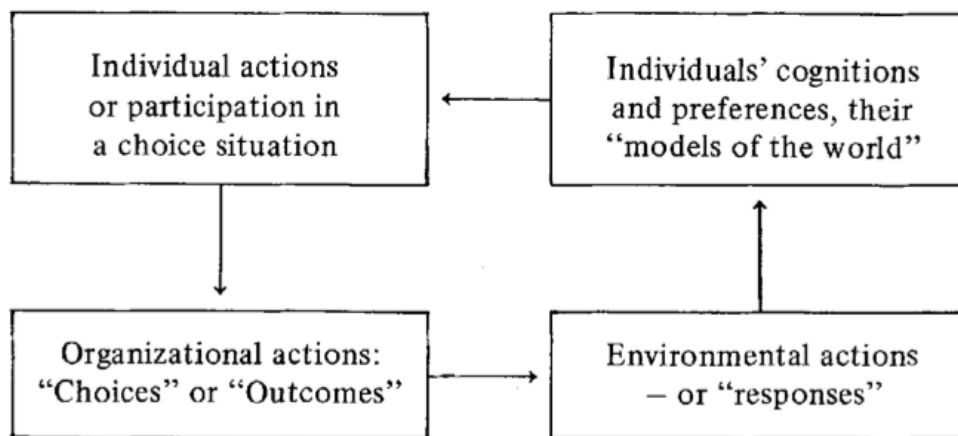 Individual actions
or participation in
a choice situation
Individuals’ cognitions
and preferences, their
“models of the world”
Organizational actions:
“Choices” or “Outcomes”
Environmental actions
– or “responses”